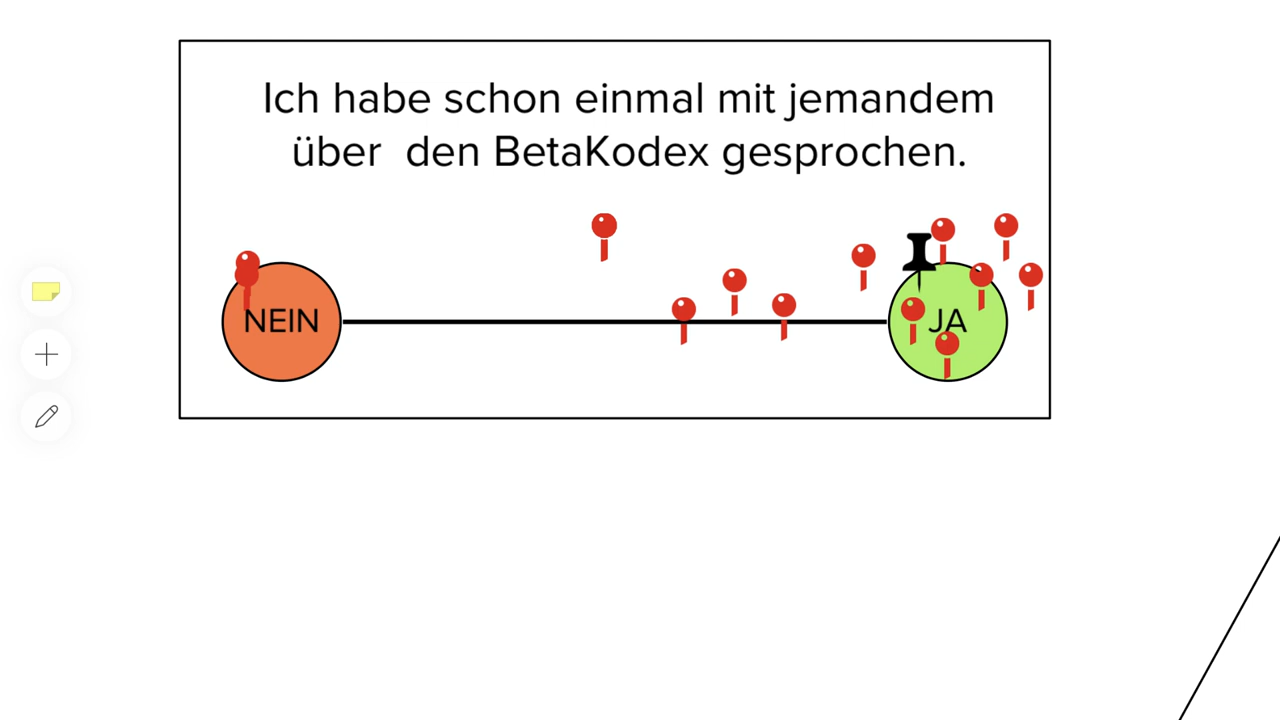 Ich habe schon einmal mit jemandem
über den BetaKodex gesprochen.
NEIN
JA